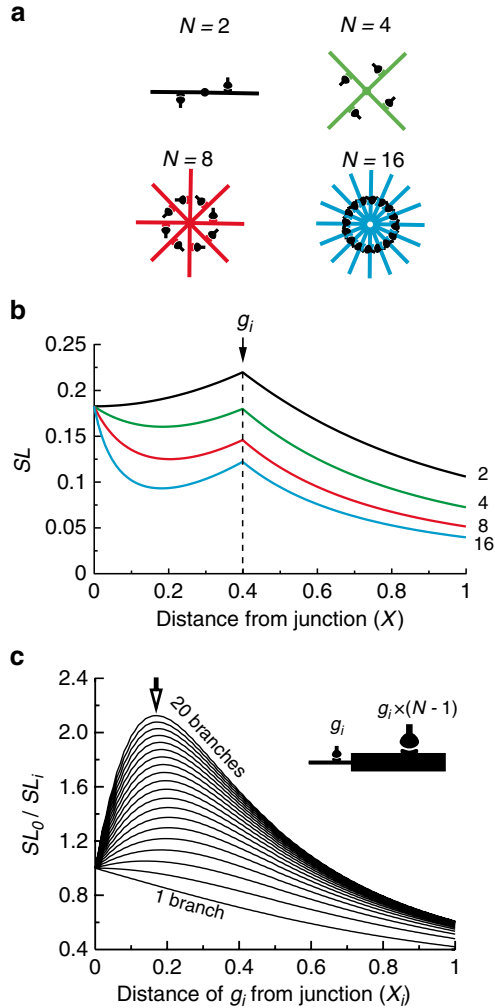 a
N = 2
N = 4
N = 8
N = 16
b
g_i
0.25
0.2
0.15
0.1
0.05
0
SL
2
4
8
16
0
0.2
0.4
0.6
0.8
1
Distance from junction (X)
c
2.4
2.0
1.6
1.2
0.8
0.4
SL_0 / SL_i
20 branches
1 branch
g_i
g_i×(N - 1)
0
0.2
0.4
0.6
0.8
1
Distance of g_i from junction (X_i)